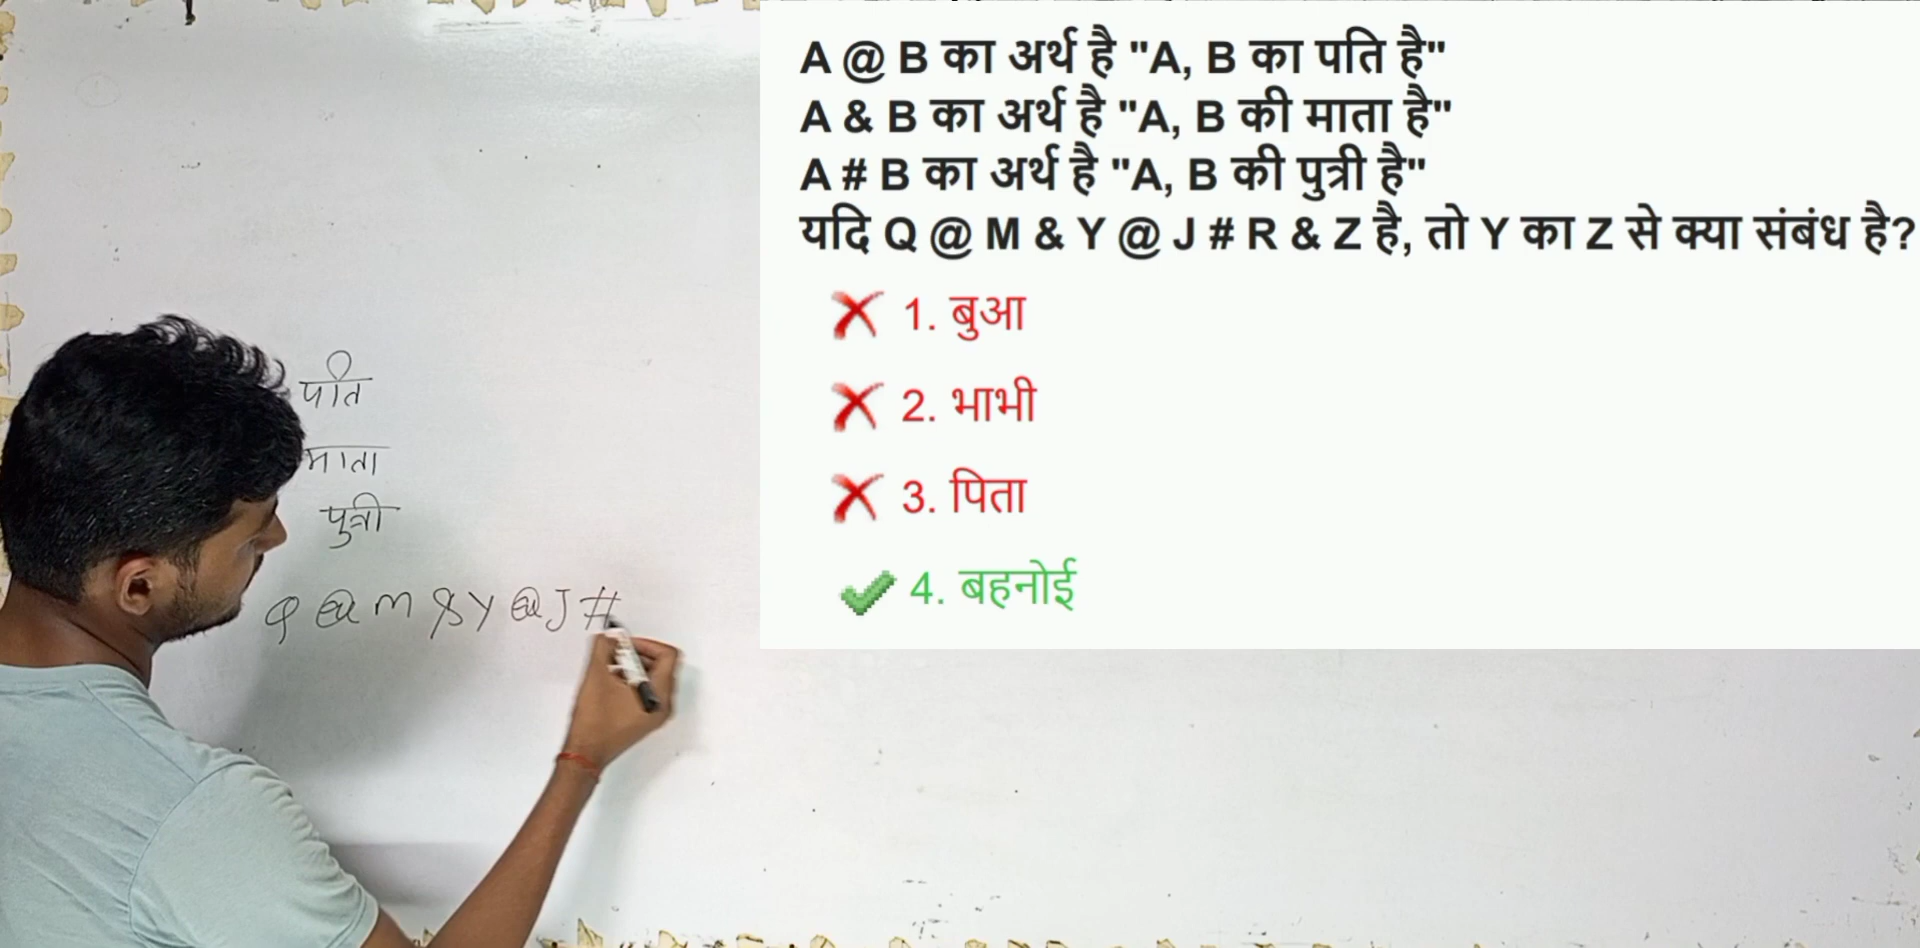 A @ B का अर्थ है "A, B का पति है"
A & B का अर्थ है "A, B की माता है"
A # B का अर्थ है "A, B की पुत्री है"
यदि Q @ M & Y @ J # R & Z है, तो Y का Z से क्या संबंध है?
1. बुआ
2. भाभी
3. पिता
4. बहनोई
पति
माता
पुत्री
Q @ M & Y @ J #